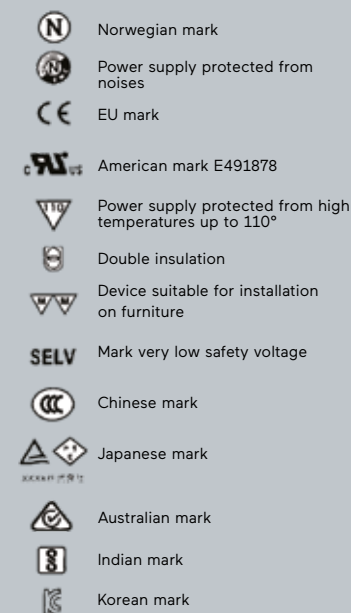 N Norwegian mark
N Power supply protected from
noises
CE EU mark
c RU us American mark E491878
110 Power supply protected from high
temperatures up to 110°
Double insulation
M M Device suitable for installation
on furniture
SELV Mark very low safety voltage
CCC Chinese mark
Japanese mark
Australian mark
Indian mark
Korean mark